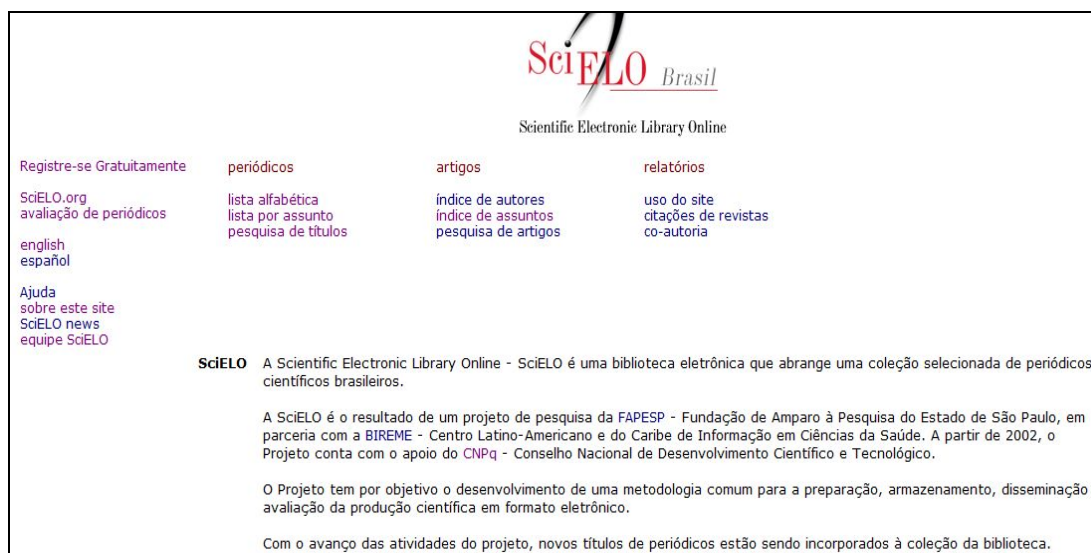 SciELO Brasil
Scientific Electronic Library Online
Registre-se Gratuitamente
SciELO.org
avaliação de periódicos
english
español
Ajuda
sobre este site
SciELO news
equipe SciELO
periódicos
lista alfabética
lista por assunto
pesquisa de títulos
artigos
índice de autores
índice de assuntos
pesquisa de artigos
relatórios
uso do site
citações de revistas
co-autoria
SciELO A Scientific Electronic Library Online - SciELO é uma biblioteca eletrônica que abrange uma coleção selecionada de periódicos
científicos brasileiros.
A SciELO é o resultado de um projeto de pesquisa da FAPESP - Fundação de Amparo à Pesquisa do Estado de São Paulo, em
parceria com a BIREME - Centro Latino-Americano e do Caribe de Informação em Ciências da Saúde. A partir de 2002, o
Projeto conta com o apoio do CNPq - Conselho Nacional de Desenvolvimento Científico e Tecnológico.
O Projeto tem por objetivo o desenvolvimento de uma metodologia comum para a preparação, armazenamento, disseminação
avaliação da produção científica em formato eletrônico.
Com o avanço das atividades do projeto, novos títulos de periódicos estão sendo incorporados à coleção da biblioteca.